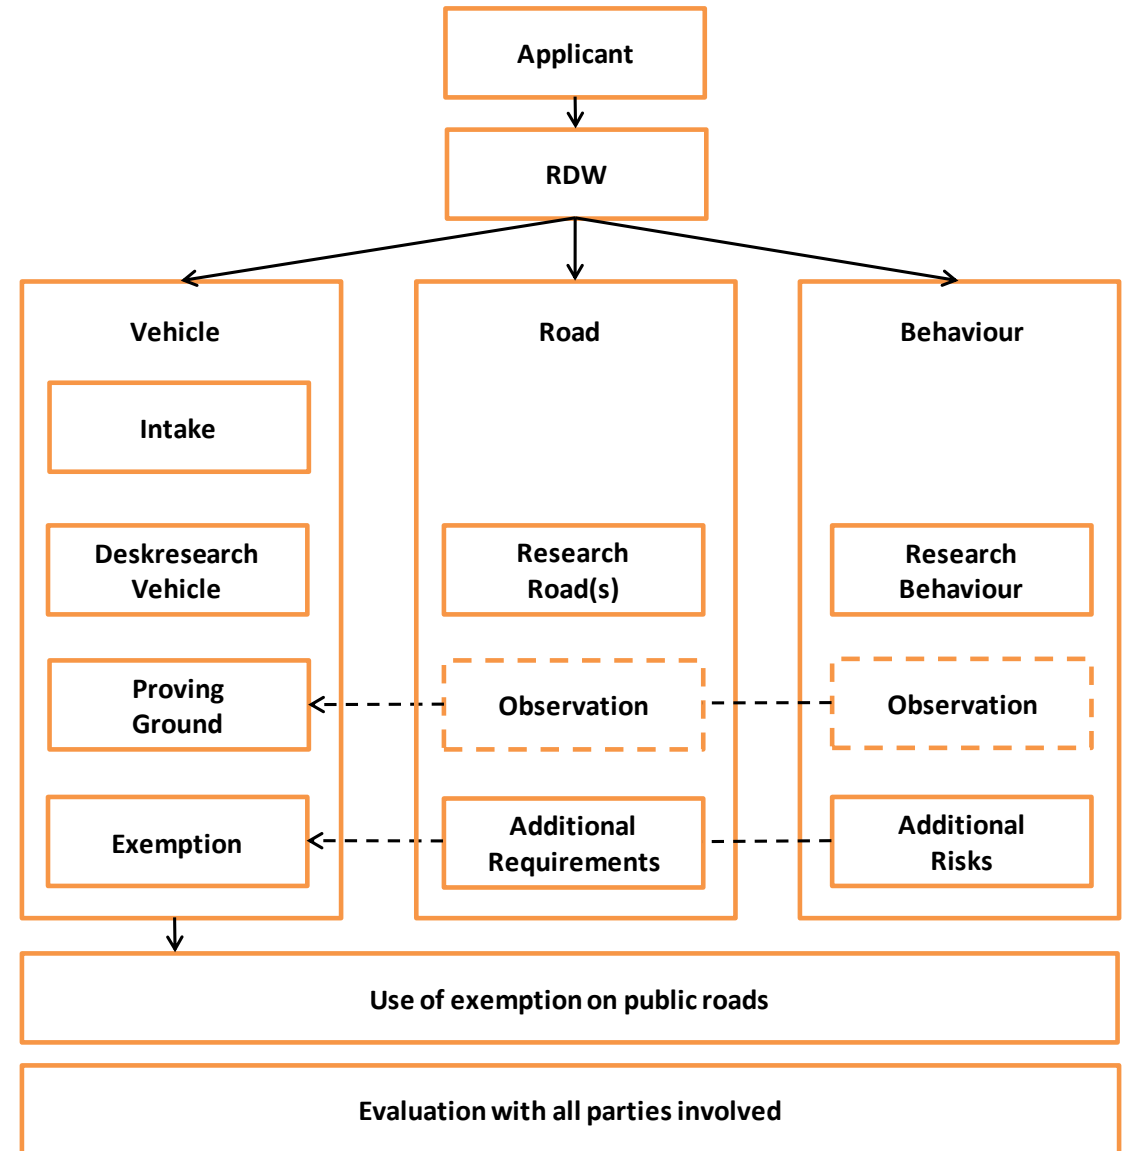 Applicant
RDW
Vehicle
Road
Behaviour
Intake
Deskresearch
Vehicle
Research
Road(s)
Research
Behaviour
Proving
Ground
Observation
Observation
Exemption
Additional
Requirements
Additional
Risks
Use of exemption on public roads
Evaluation with all parties involved